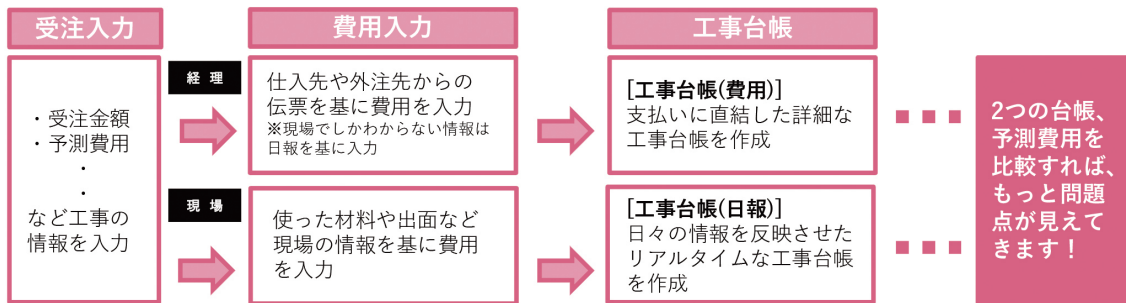 受注入力
・受注金額
・予測費用
・
・
など工事の
情報を入力
経 理
現 場
費用入力
仕入先や外注先からの
伝票を基に費用を入力
※現場でしかわからない情報は
日報を基に入力
使った材料や出面など
現場の情報を基に費用
を入力
工事台帳
[工事台帳(費用)]
支払いに直結した詳細な
工事台帳を作成
[工事台帳(日報)]
日々の情報を反映させた
リアルタイムな工事台帳
を作成
2つの台帳、
予測費用を
比較すれば、
もっと問題
点が見えて
きます！